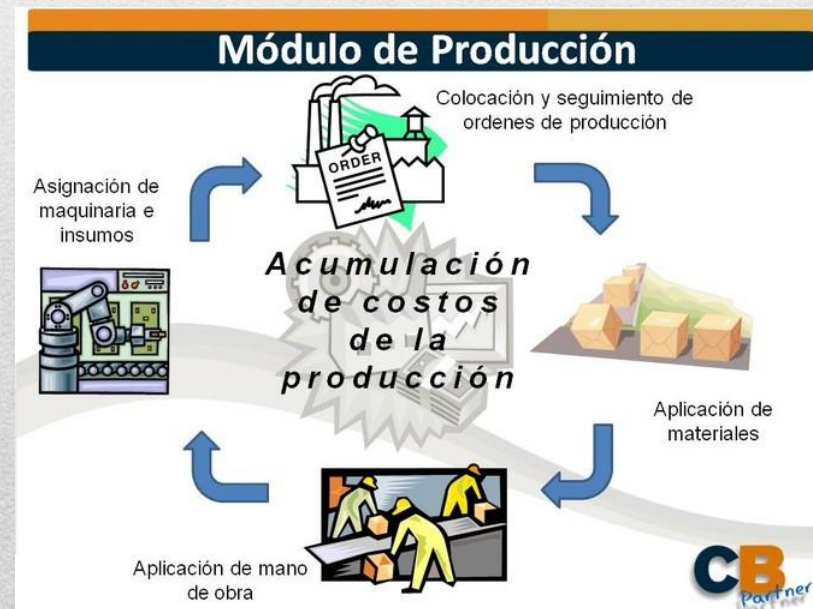 Módulo de Producción
Colocación y seguimiento de
ordenes de producción
ORDER
Asignación de
maquinaria e
insumos
Acumulación
de costos
de la
producción
Aplicación de
materiales
Aplicación de mano
de obra
CB
Partner